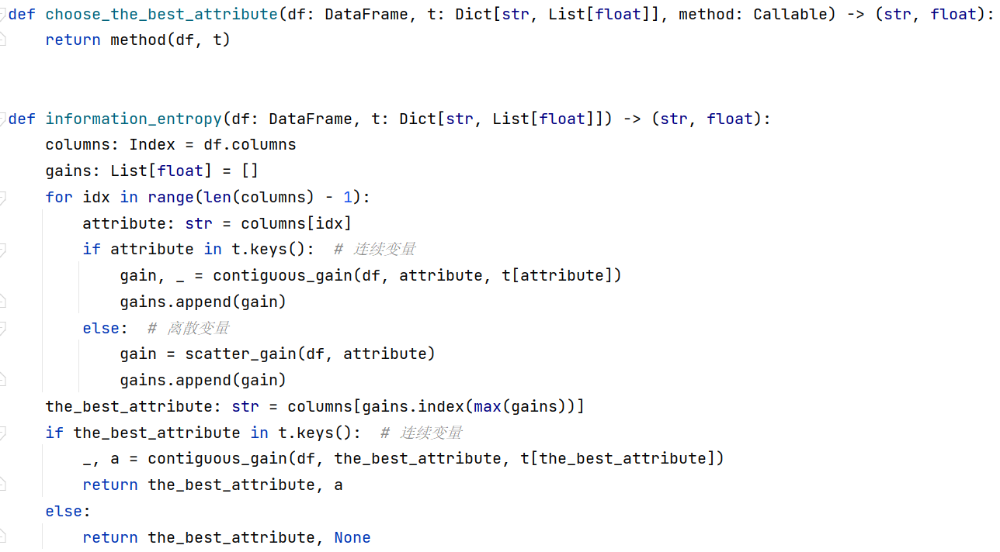 def choose_the_best_attribute(df: DataFrame, t: Dict[str, List[float]], method: Callable) -> (str, float):
    return method(df, t)
def information_entropy(df: DataFrame, t: Dict[str, List[float]]) -> (str, float):
    columns: Index = df.columns
    gains: List[float] = []
    for idx in range(len(columns) - 1):
        attribute: str = columns[idx]
        if attribute in t.keys():  # 连续变量
            gain, _ = contiguous_gain(df, attribute, t[attribute])
            gains.append(gain)
        else:  # 离散变量
            gain = scatter_gain(df, attribute)
            gains.append(gain)
    the_best_attribute: str = columns[gains.index(max(gains))]
    if the_best_attribute in t.keys():  # 连续变量
        _, a = contiguous_gain(df, the_best_attribute, t[the_best_attribute])
        return the_best_attribute, a
    else:
        return the_best_attribute, None